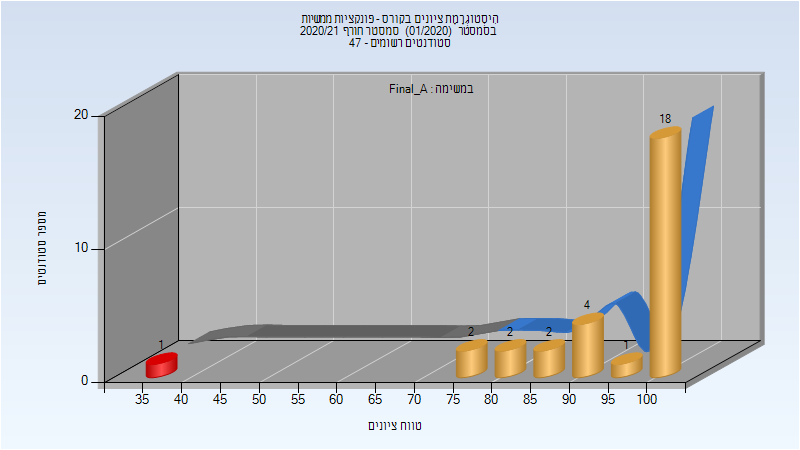 היסטוגרמת ציונים בקורס - פונקציות ממשיות
בסמסטר (01/2020) סמסטר חורף 2020/21
סטודנטים רשומים - 47
במשימה : Final_A
20
10
0
מספר סטודנטים
1
2
2
2
4
1
18
35 40 45 50 55 60 65 70 75 80 85 90 95 100
טווח ציונים